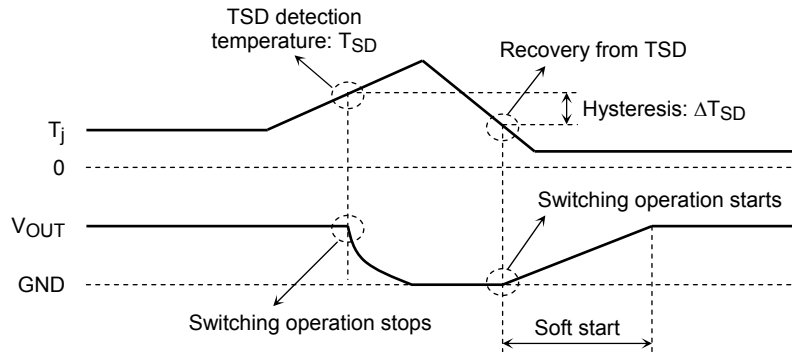 TSD detection
temperature: TSD
Recovery from TSD
Hysteresis: ΔTSD
Tj
0
Switching operation starts
VOUT
GND
Switching operation stops
Soft start